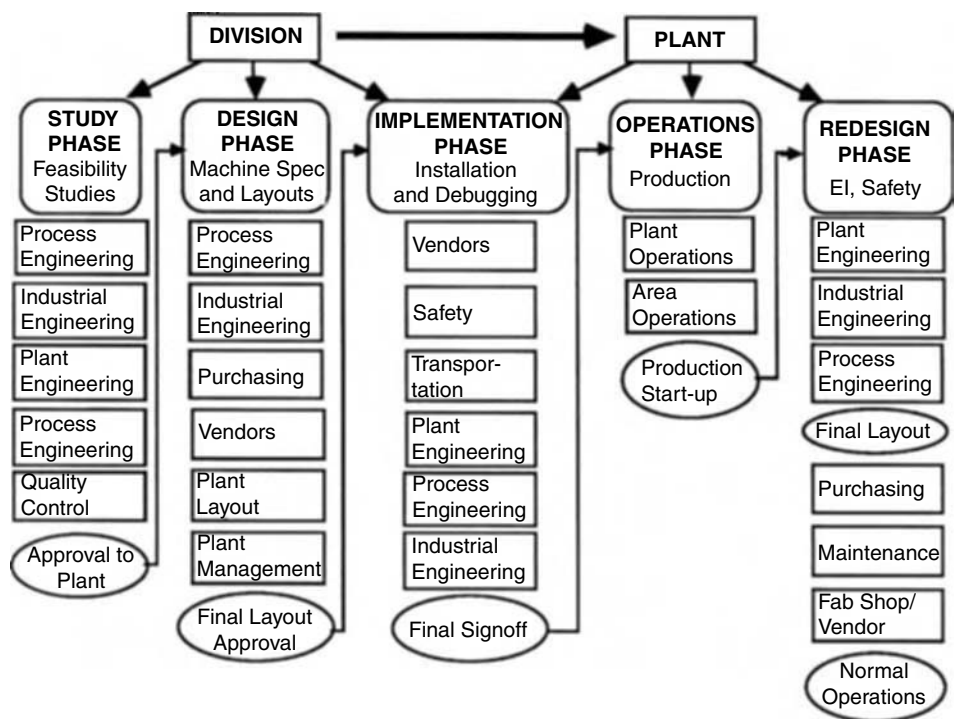 DIVISION
PLANT
STUDY
PHASE
Feasibility
Studies
Process
Engineering
Industrial
Engineering
Plant
Engineering
Process
Engineering
Quality
Control
Approval to
Plant
DESIGN
PHASE
Machine Spec
and Layouts
Process
Engineering
Industrial
Engineering
Purchasing
Vendors
Plant
Layout
Plant
Management
Final Layout
Approval
IMPLEMENTATION
PHASE
Installation
and Debugging
Vendors
Safety
Transpor-
tation
Plant
Engineering
Process
Engineering
Industrial
Engineering
Final Signoff
OPERATIONS
PHASE
Production
Plant
Operations
Area
Operations
Production
Start-up
REDESIGN
PHASE
EI, Safety
Plant
Engineering
Industrial
Engineering
Process
Engineering
Final Layout
Purchasing
Maintenance
Fab Shop/
Vendor
Normal
Operations